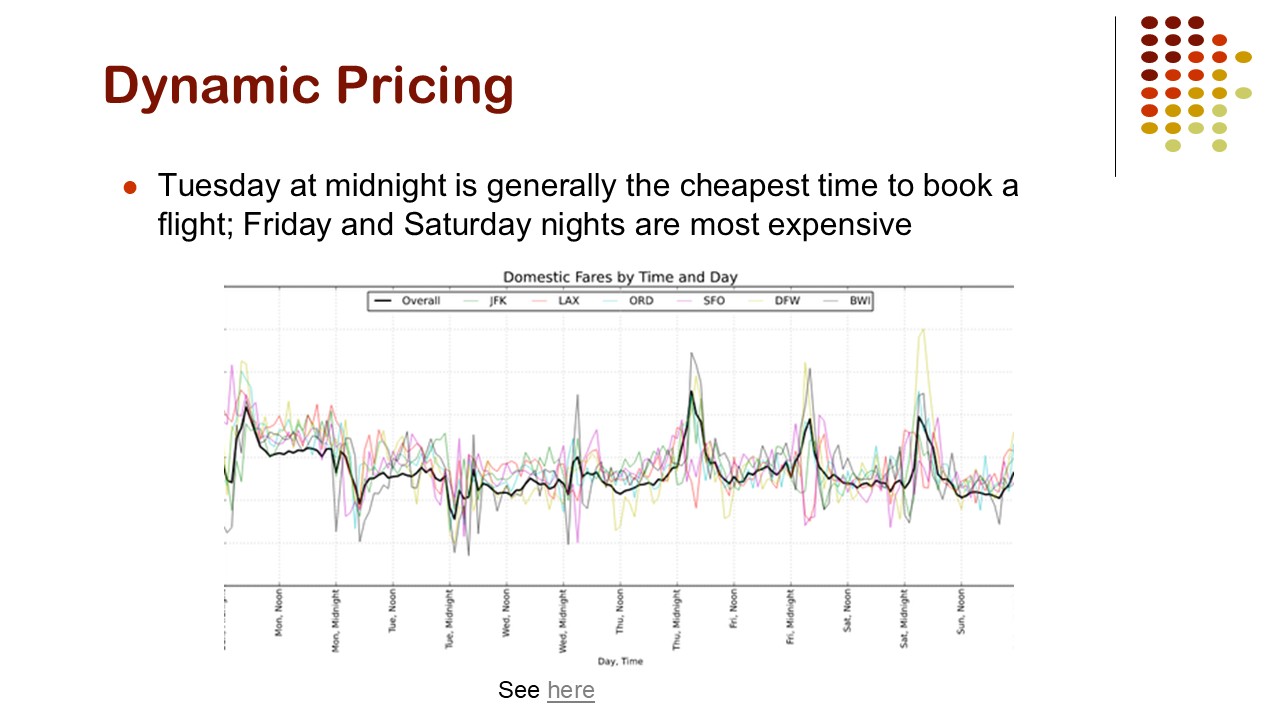 Dynamic Pricing
Tuesday at midnight is generally the cheapest time to book a
flight; Friday and Saturday nights are most expensive
Domestic Fares by Time and Day
Overall JFK LAX ORD SFO DFW BWI
Mon, Noon
Mon, Midnight
Tue, Noon
Tue, Midnight
Wed, Noon
Wed, Midnight
Thu, Noon
Thu, Midnight
Fri, Noon
Fri, Midnight
Sat, Noon
Sat, Midnight
Sun, Noon
Day, Time
See here